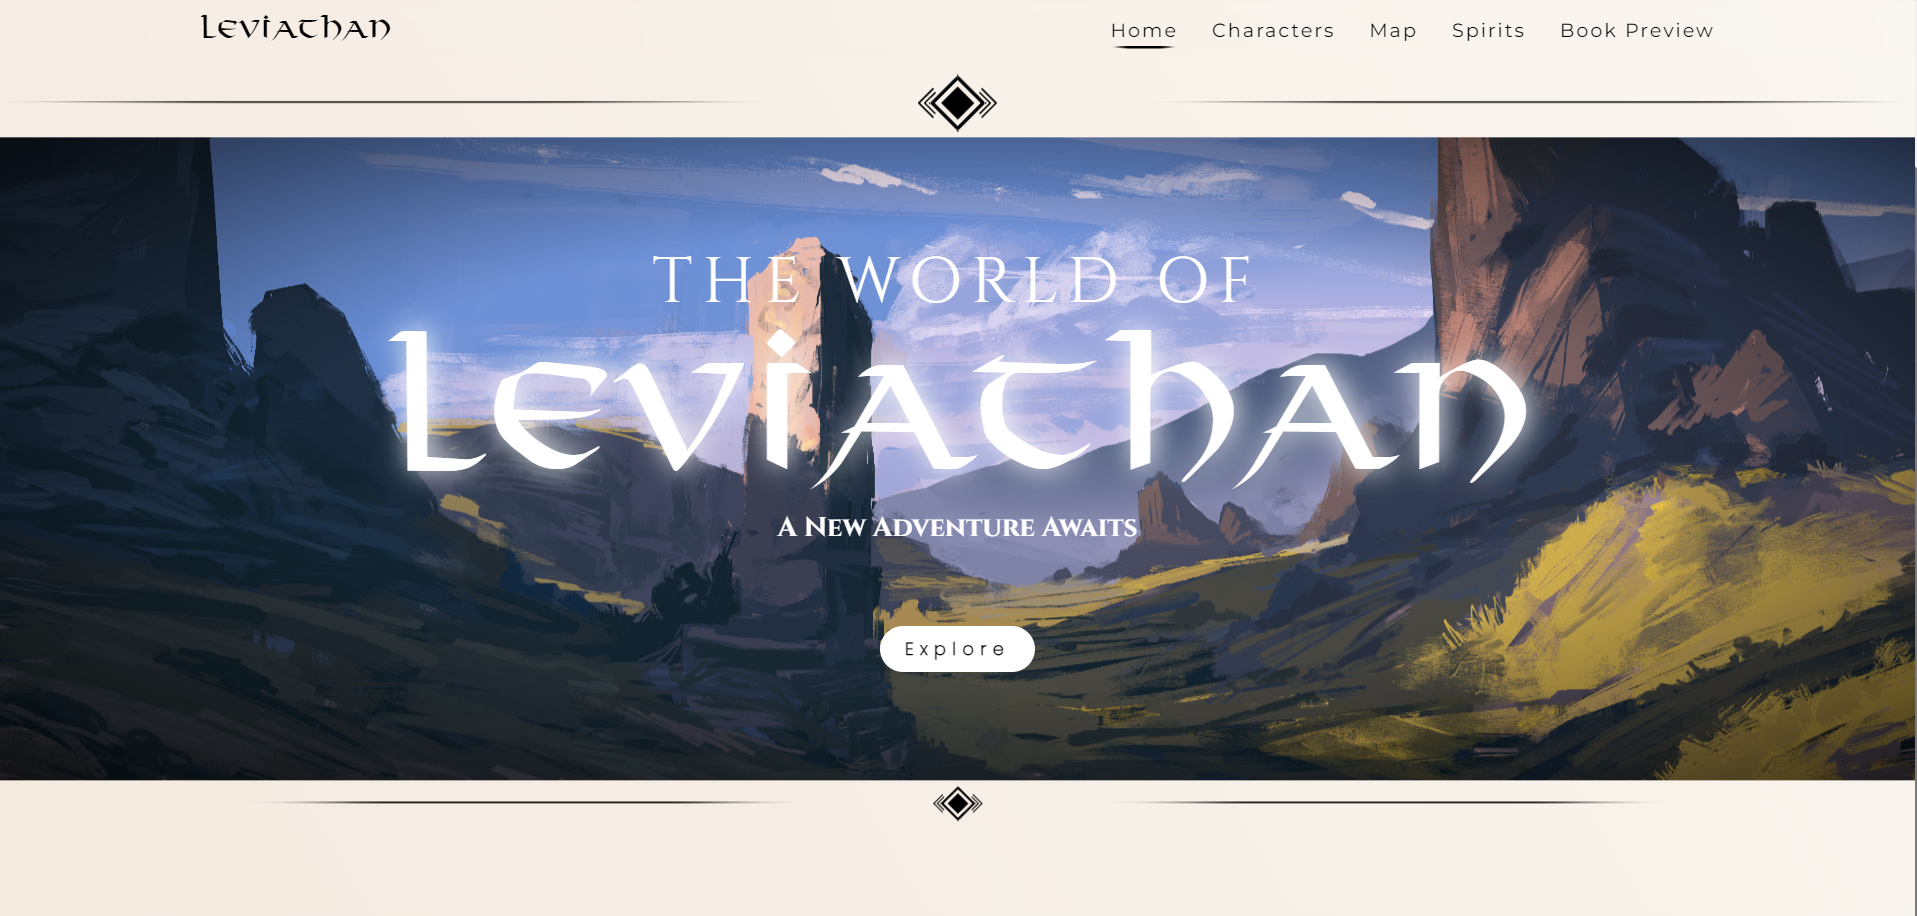 Leviathan
Home Characters Map Spirits Book Preview
THE WORLD OF
Leviathan
A New Adventure Awaits
Explore